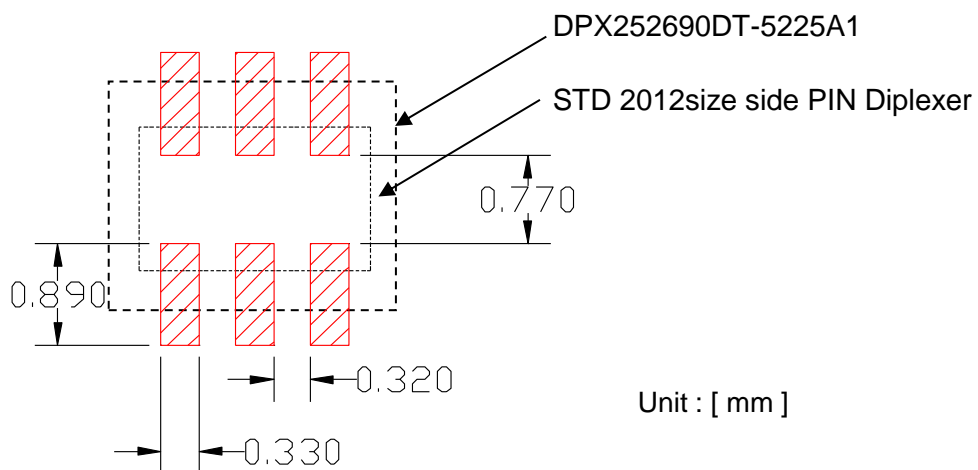 DPX252690DT-5225A1
STD 2012size side PIN Diplexer
0.770
0.890
0.320
Unit : [ mm ]
0.330